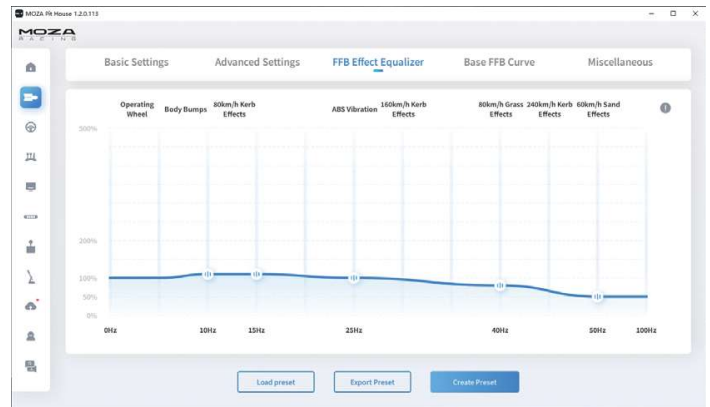 MOZA Pit House 1.2.0.113
MOZA
RACING
Basic Settings Advanced Settings FFB Effect Equalizer Base FFB Curve Miscellaneous
Operating Wheel Body Bumps 80km/h Kerb Effects ABS Vibration 160km/h Kerb Effects 80km/h Grass Effects 240km/h Kerb Effects 60km/h Sand Effects
500%
200%
100%
50%
0%
0Hz 10Hz 15Hz 25Hz 40Hz 50Hz 100Hz
Load preset Export Preset Create Preset